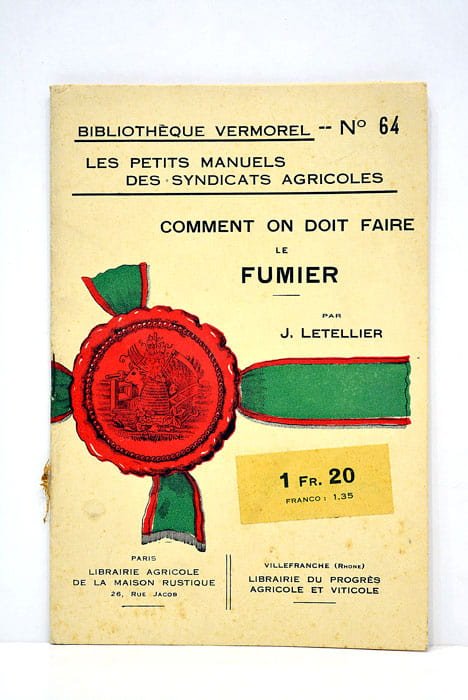 BIBLIOTHÈQUE VERMOREL -- No 64
LES PETITS MANUELS
DES SYNDICATS AGRICOLES
COMMENT ON DOIT FAIRE
LE
FUMIER
PAR
J. LETELLIER
1 FR. 20
FRANCO : 1,35
PARIS
LIBRAIRIE AGRICOLE
DE LA MAISON RUSTIQUE
26, RUE JACOB
VILLEFRANCHE (RHONE)
LIBRAIRIE DU PROGRÈS
AGRICOLE ET VITICOLE